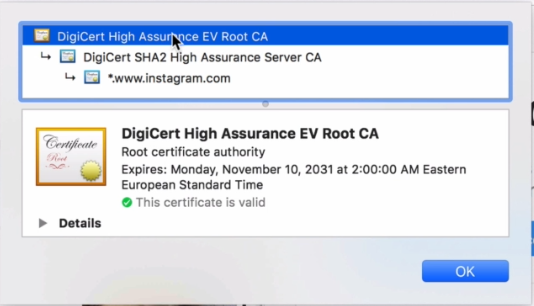 DigiCert High Assurance EV Root CA
DigiCert SHA2 High Assurance Server CA
*.www.instagram.com
Certificate
Root
DigiCert High Assurance EV Root CA
Root certificate authority
Expires: Monday, November 10, 2031 at 2:00:00 AM Eastern
European Standard Time
This certificate is valid
Details
OK